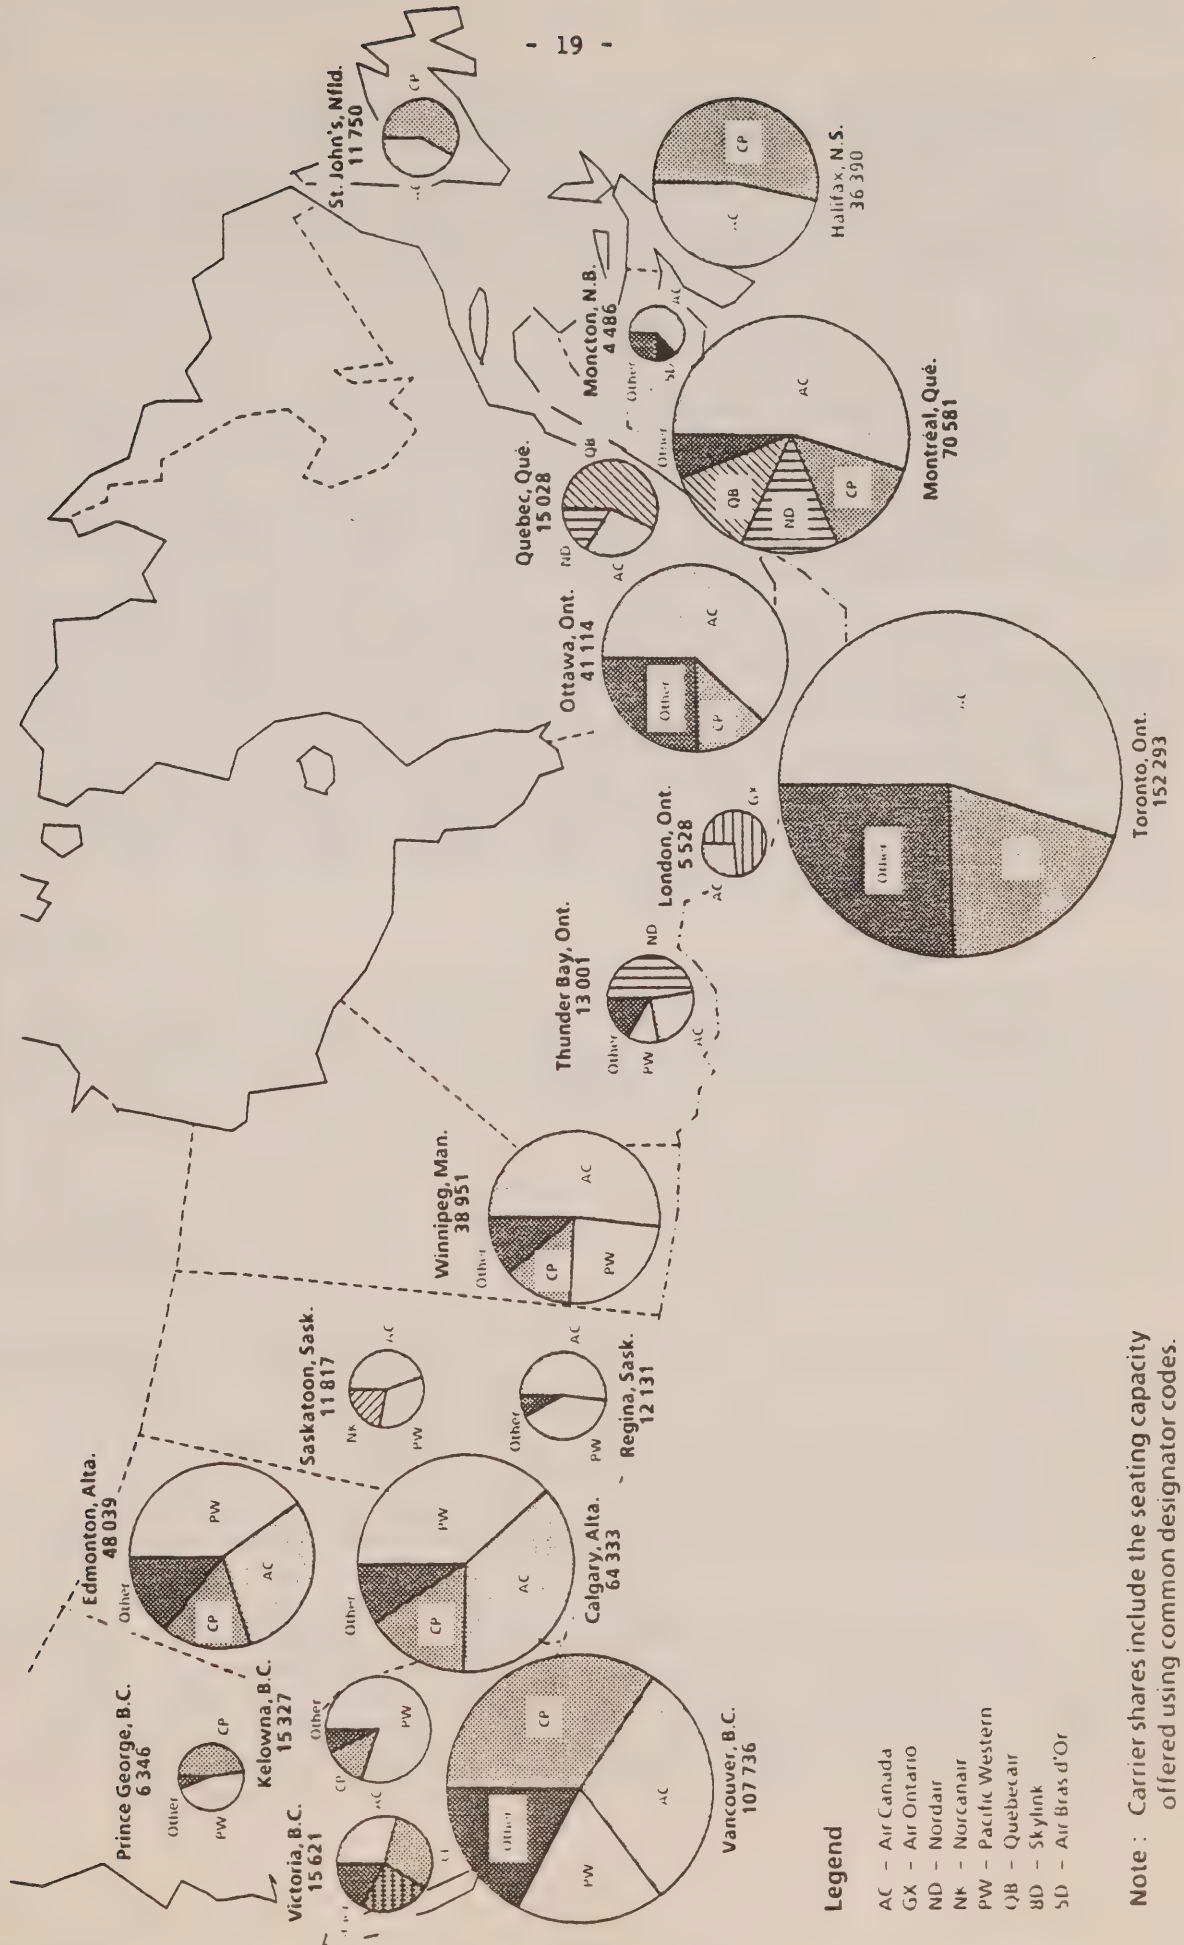 - 19 -
St. John's, Nfld.
11 750
CP
Halifax, N.S.
36 390
CP
Moncton, N.B.
4 486
Other
AC
SD
Quebec, Qué.
15 028
ND
QB
AC
Montréal, Qué.
70 581
Other
QB
ND
CP
AC
Ottawa, Ont.
41 114
Other
CP
AC
Toronto, Ont.
152 293
Other
London, Ont.
5 528
AC
GX
Thunder Bay, Ont.
13 001
Other
ND
PW
AC
Winnipeg, Man.
38 951
Other
CP
PW
AC
Saskatoon, Sask.
11 817
NK
PW
AC
Regina, Sask.
12 131
Other
PW
AC
Edmonton, Alta.
48 039
Other
CP
PW
AC
Calgary, Alta.
64 333
Other
CP
PW
AC
Prince George, B.C.
6 346
Other
PW
CP
Kelowna, B.C.
15 327
Other
CP
PW
Victoria, B.C.
15 621
AC
Vancouver, B.C.
107 736
Other
CP
PW
AC
Legend
AC - Air Canada
GX - Air Ontario
ND - Nordair
NK - Norcanair
PW - Pacific Western
QB - Quebecair
8D - Skylink
SD - Air Bras d'Or
Note : Carrier shares include the seating capacity
offered using common designator codes.